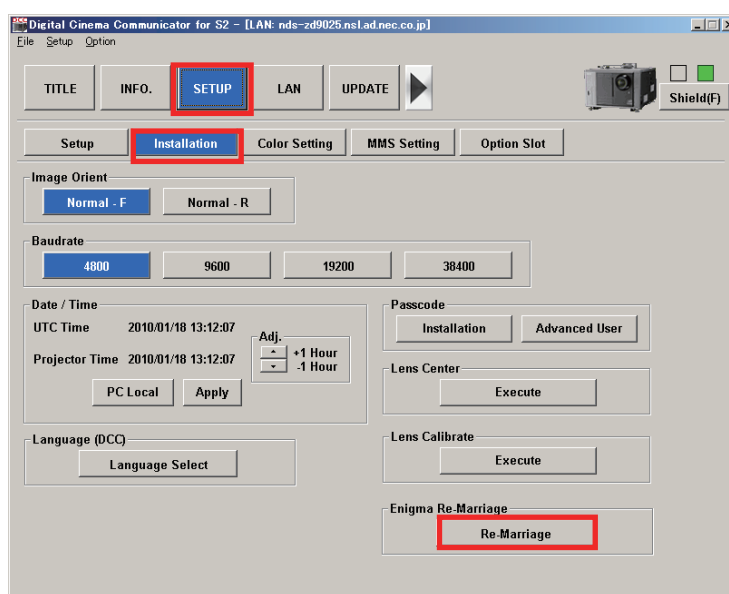 Digital Cinema Communicator for S2 - [LAN: nds-zd9025.nsl.ad.nec.co.jp]
File Setup Option
TITLE INFO. SETUP LAN UPDATE
Shield(F)
Setup Installation Color Setting MMS Setting Option Slot
Image Orient
Normal - F Normal - R
Baudrate
4800 9600 19200 38400
Date / Time
UTC Time 2010/01/18 13:12:07
Projector Time 2010/01/18 13:12:07
Adj.
+1 Hour
-1 Hour
PC Local Apply
Language (DCC)
Language Select
Passcode
Installation Advanced User
Lens Center
Execute
Lens Calibrate
Execute
Enigma Re-Marriage
Re-Marriage